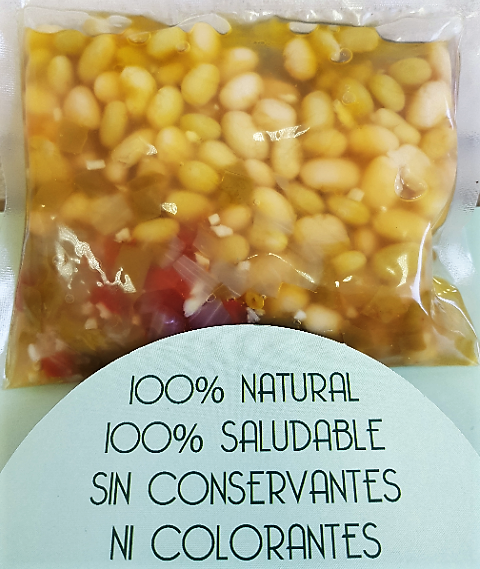 100% NATURAL
100% SALUDABLE
SIN CONSERVANTES
NI COLORANTES